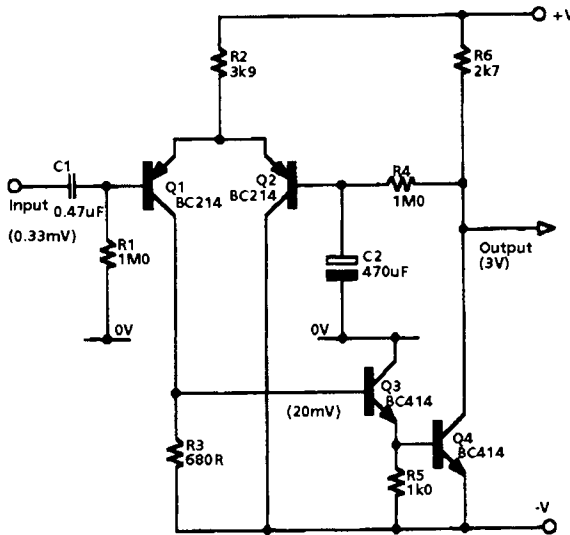 +V
R2
3k9
R6
2k7
C1
Q1
BC214
Q2
BC214
R4
1M0
Input
0.47uF
(0.33mV)
R1
1M0
Output
(3V)
C2
470uF
0V
0V
Q3
BC414
(20mV)
Q4
BC414
R3
680R
R5
1k0
-V